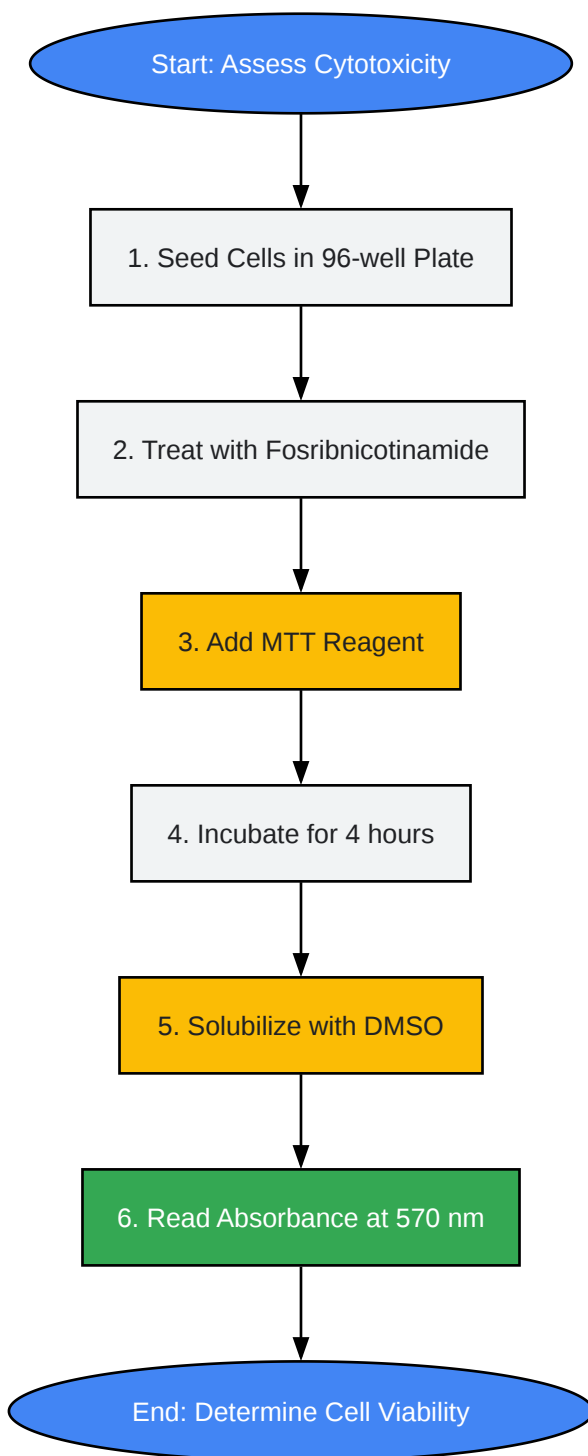 Start: Assess Cytotoxicity
1. Seed Cells in 96-well Plate
2. Treat with Fosribnicotinamide
3. Add MTT Reagent
4. Incubate for 4 hours
5. Solubilize with DMSO
6. Read Absorbance at 570 nm
End: Determine Cell Viability